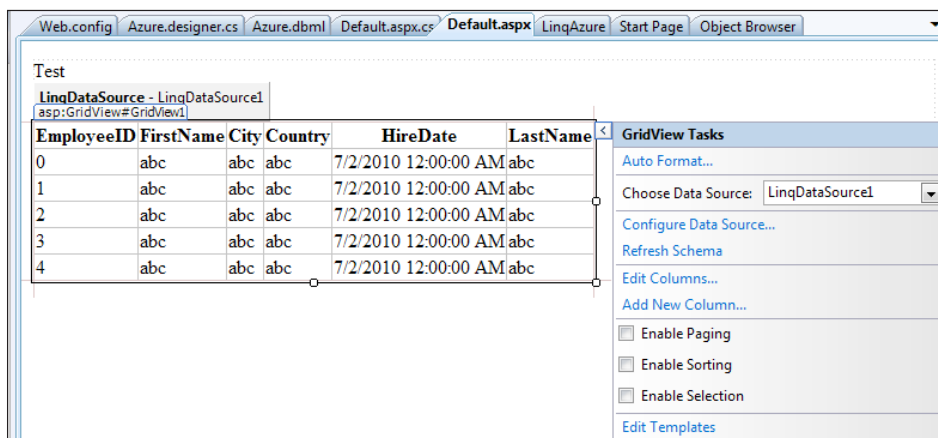 Web.config Azure.designer.cs Azure.dbml Default.aspx.cs Default.aspx LinqAzure Start Page Object Browser
Test
LinqDataSource - LinqDataSource1
asp:GridView#GridView1
EmployeeID FirstName City Country HireDate LastName
0 abc abc abc 7/2/2010 12:00:00 AM abc
1 abc abc abc 7/2/2010 12:00:00 AM abc
2 abc abc abc 7/2/2010 12:00:00 AM abc
3 abc abc abc 7/2/2010 12:00:00 AM abc
4 abc abc abc 7/2/2010 12:00:00 AM abc
GridView Tasks
Auto Format...
Choose Data Source: LinqDataSource1
Configure Data Source...
Refresh Schema
Edit Columns...
Add New Column...
Enable Paging
Enable Sorting
Enable Selection
Edit Templates